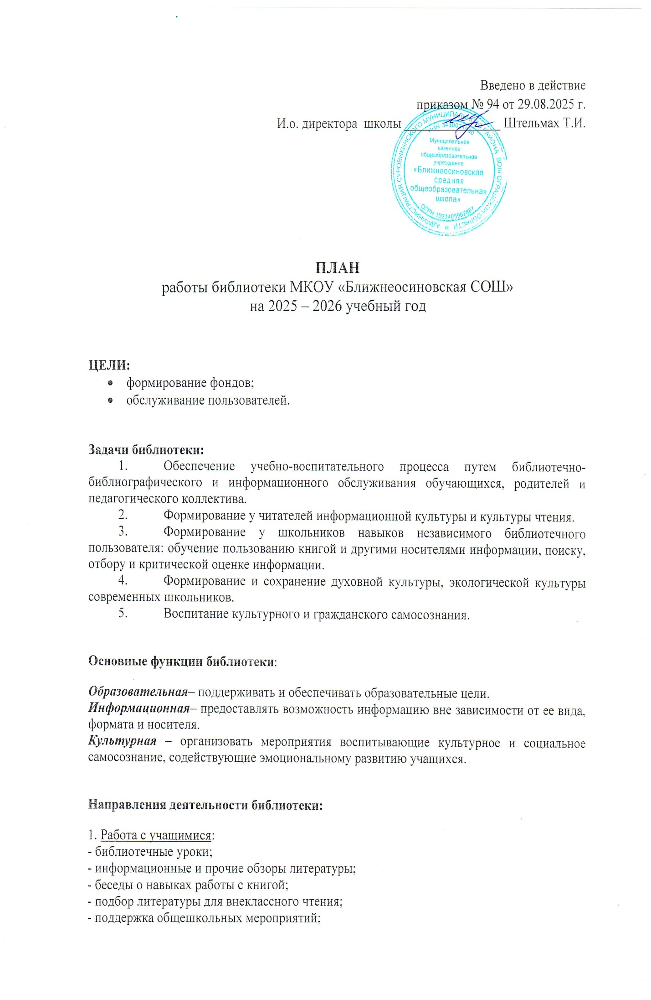 Введено в действие
приказом № 94 от 29.08.2025 г.
И.о. директора школы _______________ Штельмах Т.И.
АДМИНИСТРАЦИЯ СУРОВИКИНСКОГО МУНИЦИПАЛЬНОГО РАЙОНА ВОЛГОГРАДСКОЙ ОБЛАСТИ *
ИНН
Муниципальное
казенное
общеобразовательное
учреждение
«Ближнеосиновская
средняя
общеобразовательная
школа»
ОГРН
ПЛАН
работы библиотеки МКОУ «Ближнеосиновская СОШ»
на 2025 – 2026 учебный год
ЦЕЛИ:
• формирование фондов;
• обслуживание пользователей.
Задачи библиотеки:
1. Обеспечение учебно-воспитательного процесса путем библиотечно-
библиографического и информационного обслуживания обучающихся, родителей и
педагогического коллектива.
2. Формирование у читателей информационной культуры и культуры чтения.
3. Формирование у школьников навыков независимого библиотечного
пользователя: обучение пользованию книгой и другими носителями информации, поиску,
отбору и критической оценке информации.
4. Формирование и сохранение духовной культуры, экологической культуры
современных школьников.
5. Воспитание культурного и гражданского самосознания.
Основные функции библиотеки:
Образовательная– поддерживать и обеспечивать образовательные цели.
Информационная– предоставлять возможность информацию вне зависимости от ее вида,
формата и носителя.
Культурная – организовать мероприятия воспитывающие культурное и социальное
самосознание, содействующие эмоциональному развитию учащихся.
Направления деятельности библиотеки:
1. Работа с учащимися:
- библиотечные уроки;
- информационные и прочие обзоры литературы;
- беседы о навыках работы с книгой;
- подбор литературы для внеклассного чтения;
- поддержка общешкольных мероприятий;